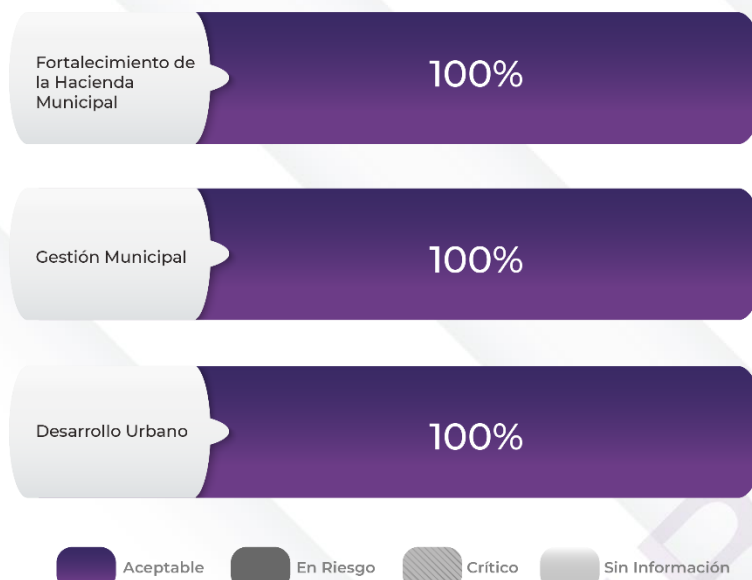 Fortalecimiento de
la Hacienda
Municipal
100%
Gestión Municipal
100%
Desarrollo Urbano
100%
Aceptable
En Riesgo
Crítico
Sin Información